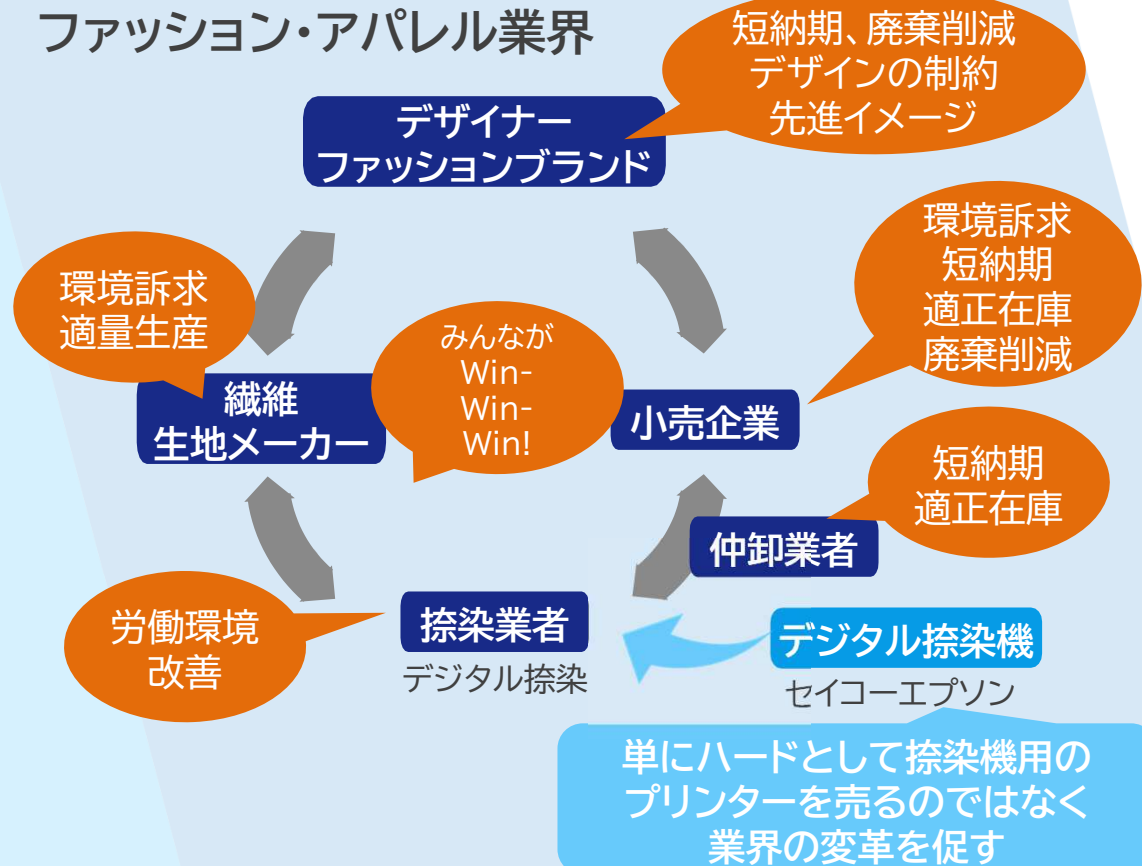 ファッション・アパレル業界
短納期、廃棄削減
デザインの制約
先進イメージ
デザイナー
ファッションブランド
環境訴求
短納期
適正在庫
廃棄削減
環境訴求
適量生産
みんなが
Win-
Win-
Win!
繊維
生地メーカー
小売企業
短納期
適正在庫
仲卸業者
労働環境
改善
捺染業者
デジタル捺染
デジタル捺染機
セイコーエプソン
単にハードとして捺染機用の
プリンターを売るのではなく
業界の変革を促す